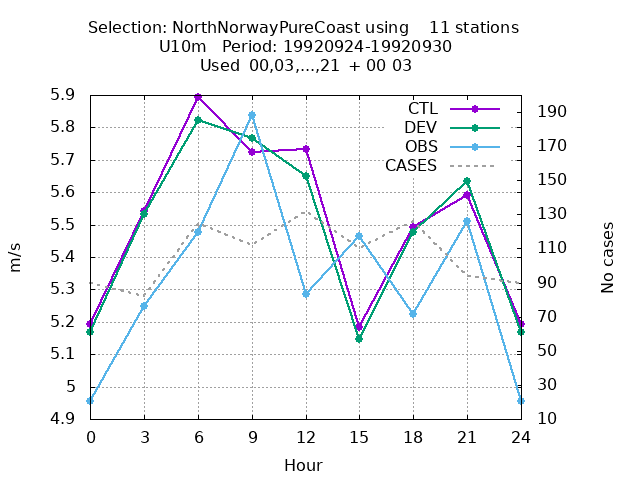 Selection: NorthNorwayPureCoast using    11 stations
U10m   Period: 19920924-19920930
Used  00,03,...,21  + 00 03
5.9
5.8
5.7
5.6
5.5
5.4
5.3
5.2
5.1
5
4.9
m/s
CTL
DEV
OBS
CASES
190
170
150
130
110
90
70
50
30
10
No cases
0 3 6 9 12 15 18 21 24
Hour